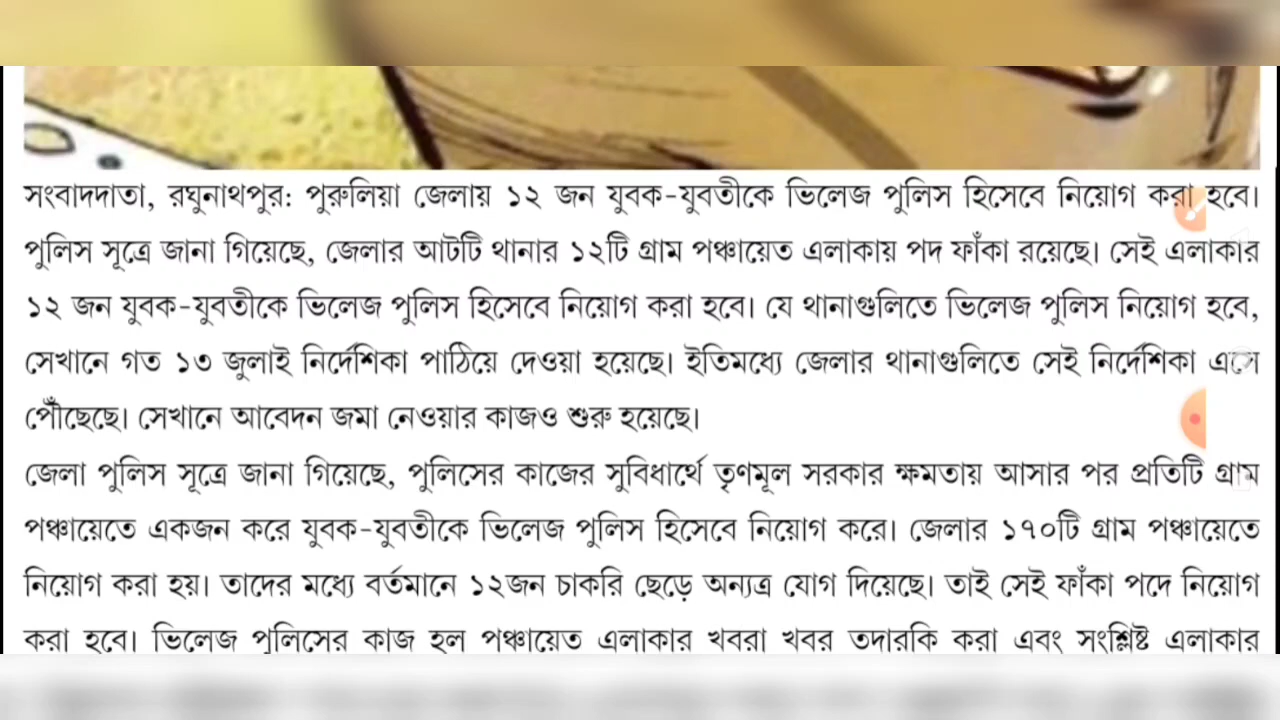 সংবাদদাতা, রঘুনাথপুর: পুরুলিয়া জেলায় ১২ জন যুবক-যুবতীকে ভিলেজ পুলিস হিসেবে নিয়োগ করা হবে।
পুলিস সূত্রে জানা গিয়েছে, জেলার আটটি থানার ১২টি গ্রাম পঞ্চায়েত এলাকায় পদ ফাঁকা রয়েছে। সেই এলাকার
১২ জন যুবক-যুবতীকে ভিলেজ পুলিস হিসেবে নিয়োগ করা হবে। যে থানাগুলিতে ভিলেজ পুলিস নিয়োগ হবে,
সেখানে গত ১৩ জুলাই নির্দেশিকা পাঠিয়ে দেওয়া হয়েছে। ইতিমধ্যে জেলার থানাগুলিতে সেই নির্দেশিকা এসে
পৌঁছেছে। সেখানে আবেদন জমা নেওয়ার কাজও শুরু হয়েছে।
জেলা পুলিস সূত্রে জানা গিয়েছে, পুলিসের কাজের সুবিধার্থে তৃণমূল সরকার ক্ষমতায় আসার পর প্রতিটি গ্রাম
পঞ্চায়েতে একজন করে যুবক-যুবতীকে ভিলেজ পুলিস হিসেবে নিয়োগ করে। জেলার ১৭০টি গ্রাম পঞ্চায়েতে
নিয়োগ করা হয়। তাদের মধ্যে বর্তমানে ১২জন চাকরি ছেড়ে অন্যত্র যোগ দিয়েছে। তাই সেই ফাঁকা পদে নিয়োগ
করা হবে। ভিলেজ পুলিসের কাজ হল পঞ্চায়েত এলাকার খবরা খবর তদারকি করা এবং সংশ্লিষ্ট এলাকার